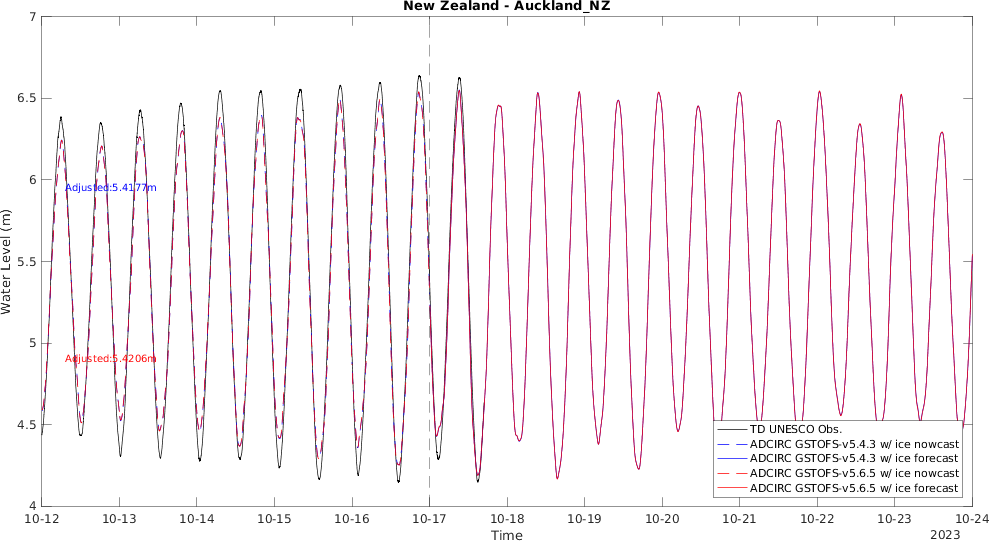 New Zealand - Auckland_NZ
7
6.5
6
5.5
5
4.5
4
Water Level (m)
Adjusted:5.4177m
Adjusted:5.4206m
TD UNESCO Obs.
ADCIRC GSTOFS-v5.4.3 w/ ice nowcast
ADCIRC GSTOFS-v5.4.3 w/ ice forecast
ADCIRC GSTOFS-v5.6.5 w/ ice nowcast
ADCIRC GSTOFS-v5.6.5 w/ ice forecast
10-12 10-13 10-14 10-15 10-16 10-17 10-18 10-19 10-20 10-21 10-22 10-23 10-24
Time
2023